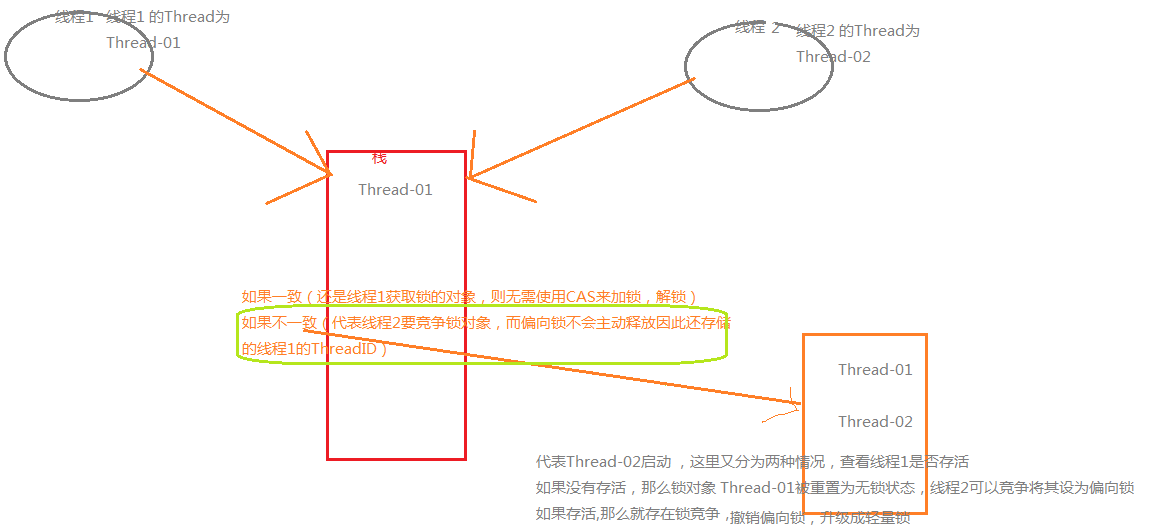 线程1 线程1 的Thread为
Thread-01
线程 2 线程2 的Thread为
Thread-02
栈
Thread-01
如果一致（还是线程1获取锁的对象，则无需使用CAS来加锁，解锁）
如果不一致（代表线程2要竞争锁对象，而偏向锁不会主动释放因此还存储
的线程1的ThreadID）
Thread-01
Thread-02
代表Thread-02启动 ，这里又分为两种情况，查看线程1是否存活
如果没有存活，那么锁对象 Thread-01被重置为无锁状态，线程2可以竞争将其设为偏向锁
如果存活,那么就存在锁竞争，撤销偏向锁，升级成轻量锁